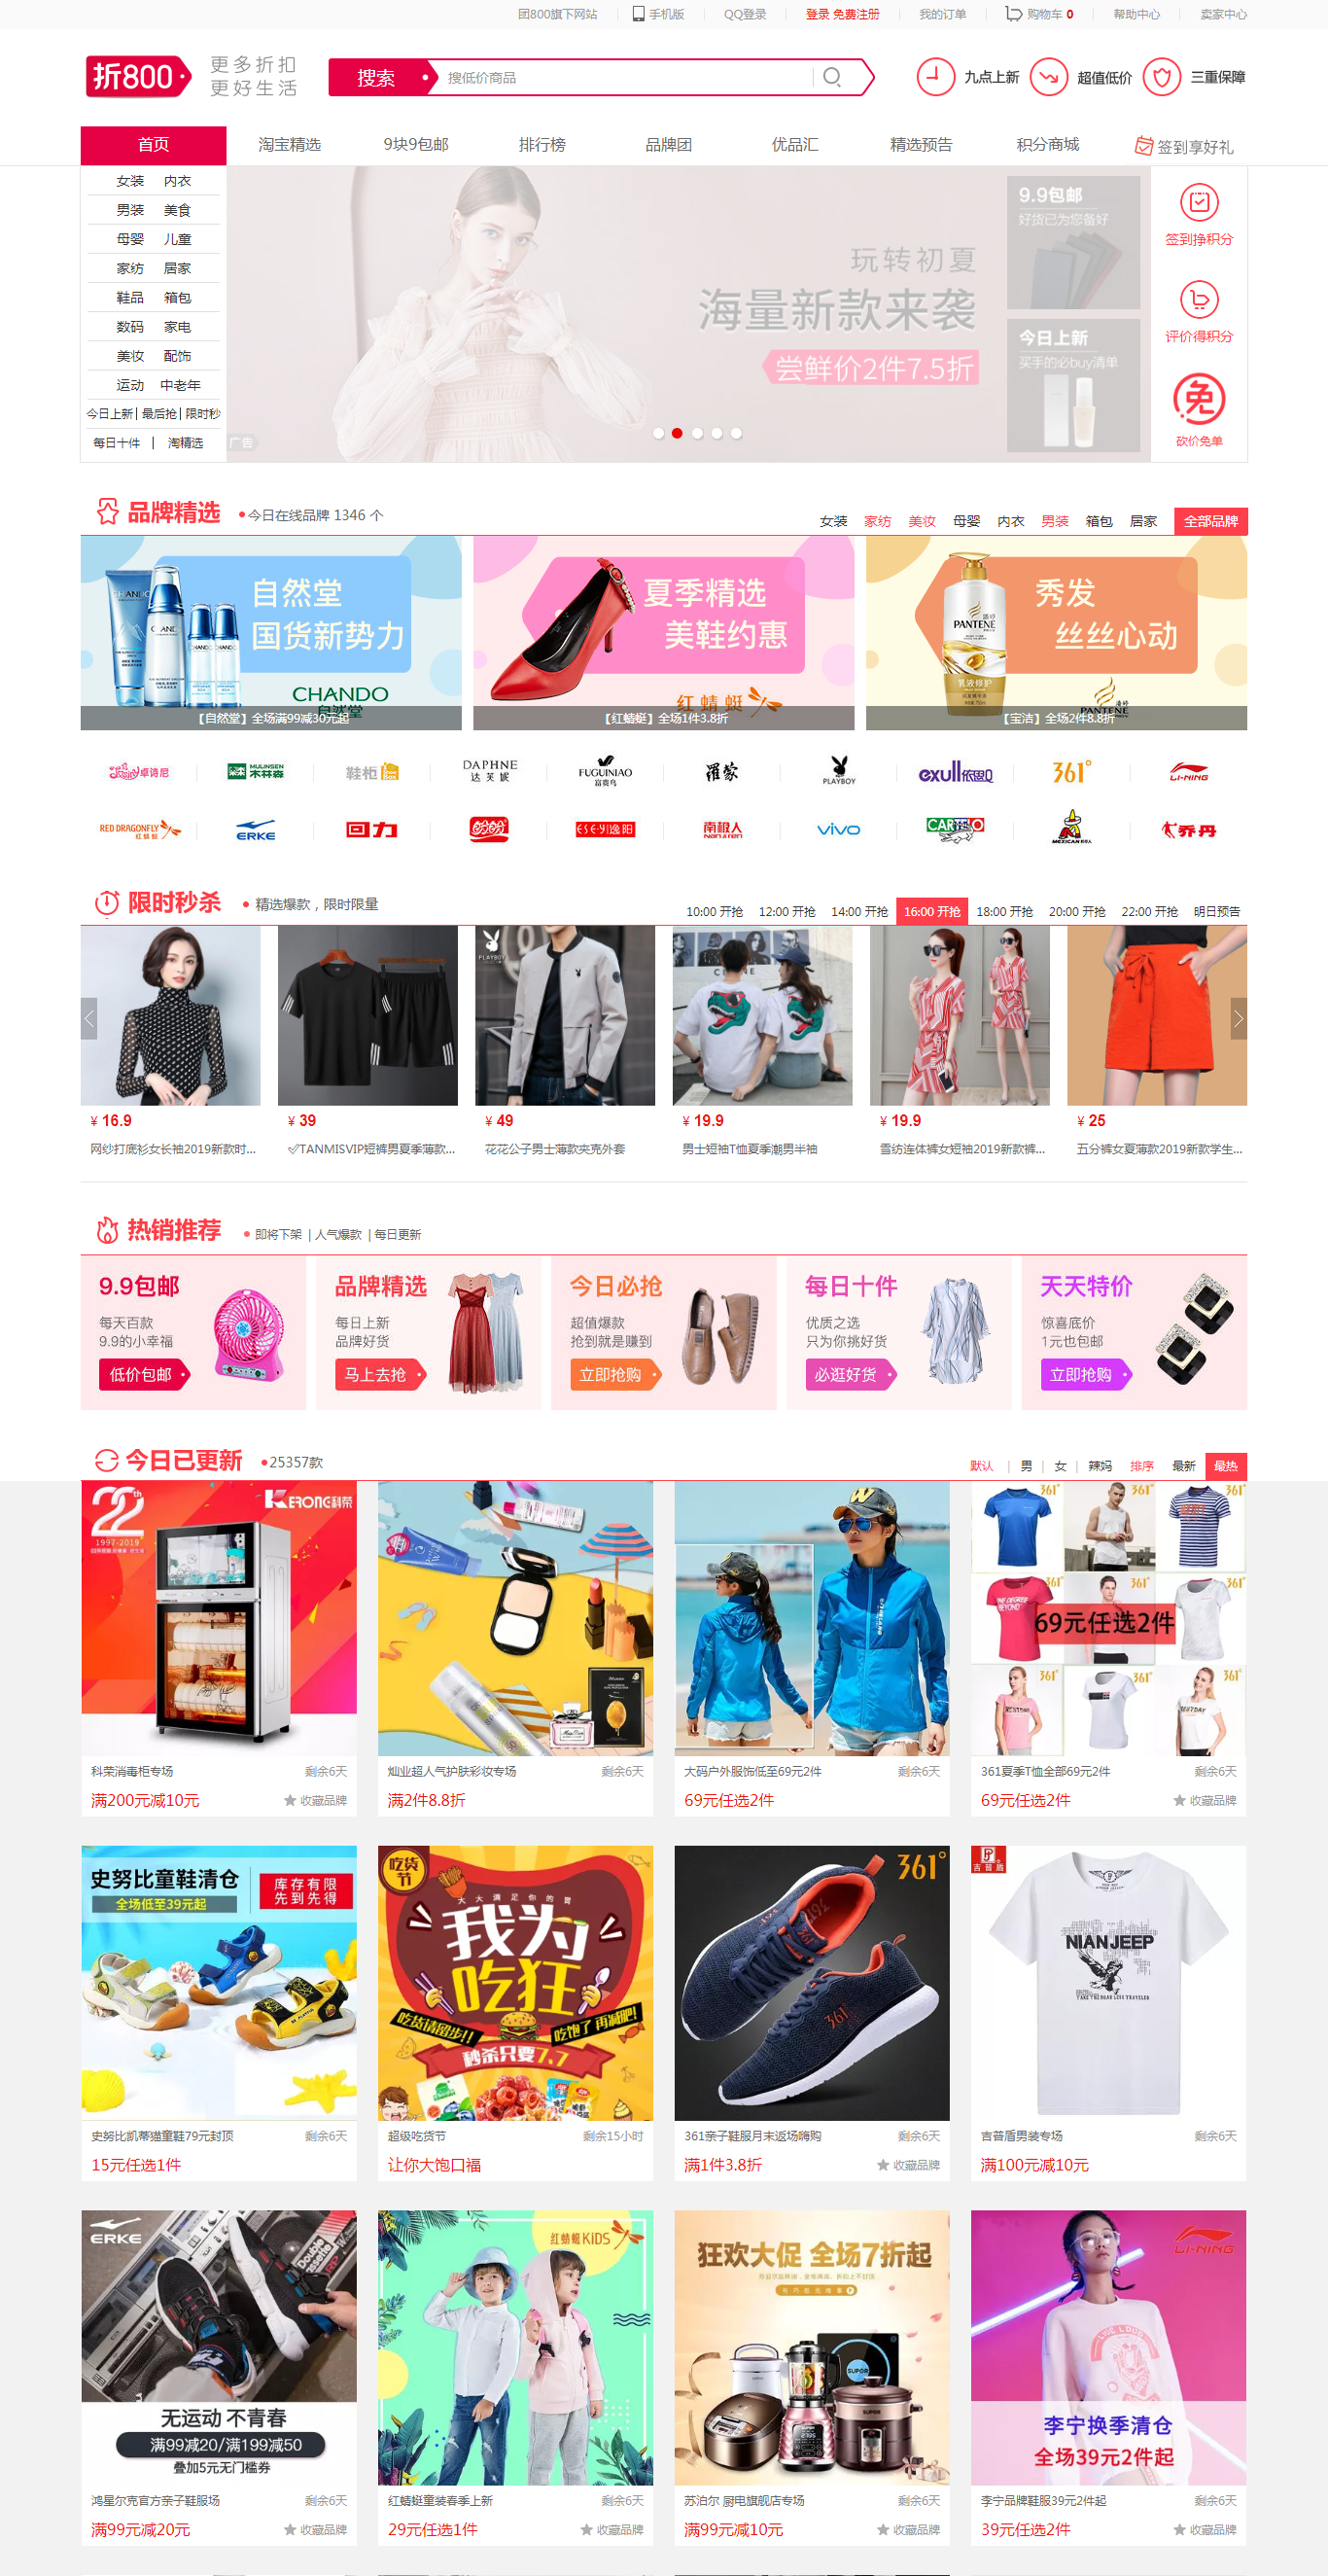 团800旗下网站 手机版 QQ登录 登录 免费注册 我的订单 购物车 0 帮助中心 卖家中心
折800 更多折扣
更好生活
搜索 搜低价商品
九点上新 超值低价 三重保障
首页 淘宝精选 9块9包邮 排行榜 品牌团 优品汇 精选预告 积分商城 签到享好礼
女装 内衣
男装 美食
母婴 儿童
家纺 居家
鞋品 箱包
数码 家电
美妆 配饰
运动 中老年
今日上新| 最后抢| 限时秒
每日十件 | 淘精选
广告
玩转初夏
海量新款来袭
尝鲜价2件7.5折
9.9包邮
好货已为您备好
今日上新
买手的必buy清单
签到挣积分
评价得积分
免
砍价免单
品牌精选 今日在线品牌 1346 个
女装 家纺 美妆 母婴 内衣 男装 箱包 居家 全部品牌
自然堂
国货新势力
CHANDO
自然堂
【自然堂】全场满99减30元起
夏季精选
美鞋约惠
红蜻蜓
【红蜻蜓】全场1件3.8折
秀发
丝丝心动
PANTENE
乳液修护
PANTENE
【宝洁】全场2件8.8折
卓诗尼 MULINSEN 木林森 鞋柜 DAPHNE 达芙妮 FUGUINIAO 富贵鸟 罗蒙 PLAYBOY exull依思Q 361° LI-NING
RED DRAGONFLY 红蜻蜓 ERKE 回力 纷纷 ESE·Y逸阳 南极人 Nanjiren vivo CARTELO MEXICAN 乔丹
限时秒杀 精选爆款，限时限量
10:00 开抢 12:00 开抢 14:00 开抢 16:00 开抢 18:00 开抢 20:00 开抢 22:00 开抢 明日预告
PLAYBOY
¥ 16.9 ¥ 39 ¥ 49 ¥ 19.9 ¥ 19.9 ¥ 25
网纱打底衫女长袖2019新款时...
✅TANMISVIP短裤男夏季薄款...
花花公子男士薄款夹克外套
男士短袖T恤夏季潮男半袖
雪纺连体裤女短袖2019新款裤...
五分裤女夏薄款2019新款学生...
热销推荐 即将下架 | 人气爆款 | 每日更新
9.9包邮
每天百款
9.9的小幸福
低价包邮
品牌精选
每日上新
品牌好货
马上去抢
今日必抢
超值爆款
抢到就是赚到
立即抢购
每日十件
优质之选
只为你挑好货
必逛好货
天天特价
惊喜底价
1元也包邮
立即抢购
今日已更新 25357款
默认 | 男 | 女 | 辣妈 排序 最新 最热
22th
1997-2019
KERONG科荣
361° 361° 361°
69元任选2件
科荣消毒柜专场 剩余6天
满200元减10元 收藏品牌
灿业超人气护肤彩妆专场 剩余6天
满2件8.8折
大码户外服饰低至69元2件 剩余6天
69元任选2件
361夏季T恤全部69元2件 剩余6天
69元任选2件 收藏品牌
史努比童鞋清仓
全场低至39元起
库存有限
先到先得
吃货节
大大满足你的胃
我为
吃狂
吃货请留步!!
吃饱了再减肥!
秒杀只要7.7
361°
361°
吉普盾
NIANJEEP
史努比凯蒂猫童鞋79元封顶 剩余6天
15元任选1件
超级吃货节 剩余15小时
让你大饱口福
361亲子鞋服月末返场嗨购 剩余6天
满1件3.8折 收藏品牌
吉普盾男装专场 剩余6天
满100元减10元
ERKE
无运动 不青春
满99减20/满199减50
叠加5元无门槛券
红蜻蜓KIDS
狂欢大促 全场7折起
SUPOR
LI-NING
李宁换季清仓
全场39元2件起
鸿星尔克官方亲子鞋服场 剩余6天
满99元减20元 收藏品牌
红蜻蜓童装春季上新 剩余6天
29元任选1件 收藏品牌
苏泊尔 厨电旗舰店专场 剩余6天
满99元减10元 收藏品牌
李宁品牌鞋服39元2件起 剩余6天
39元任选2件 收藏品牌